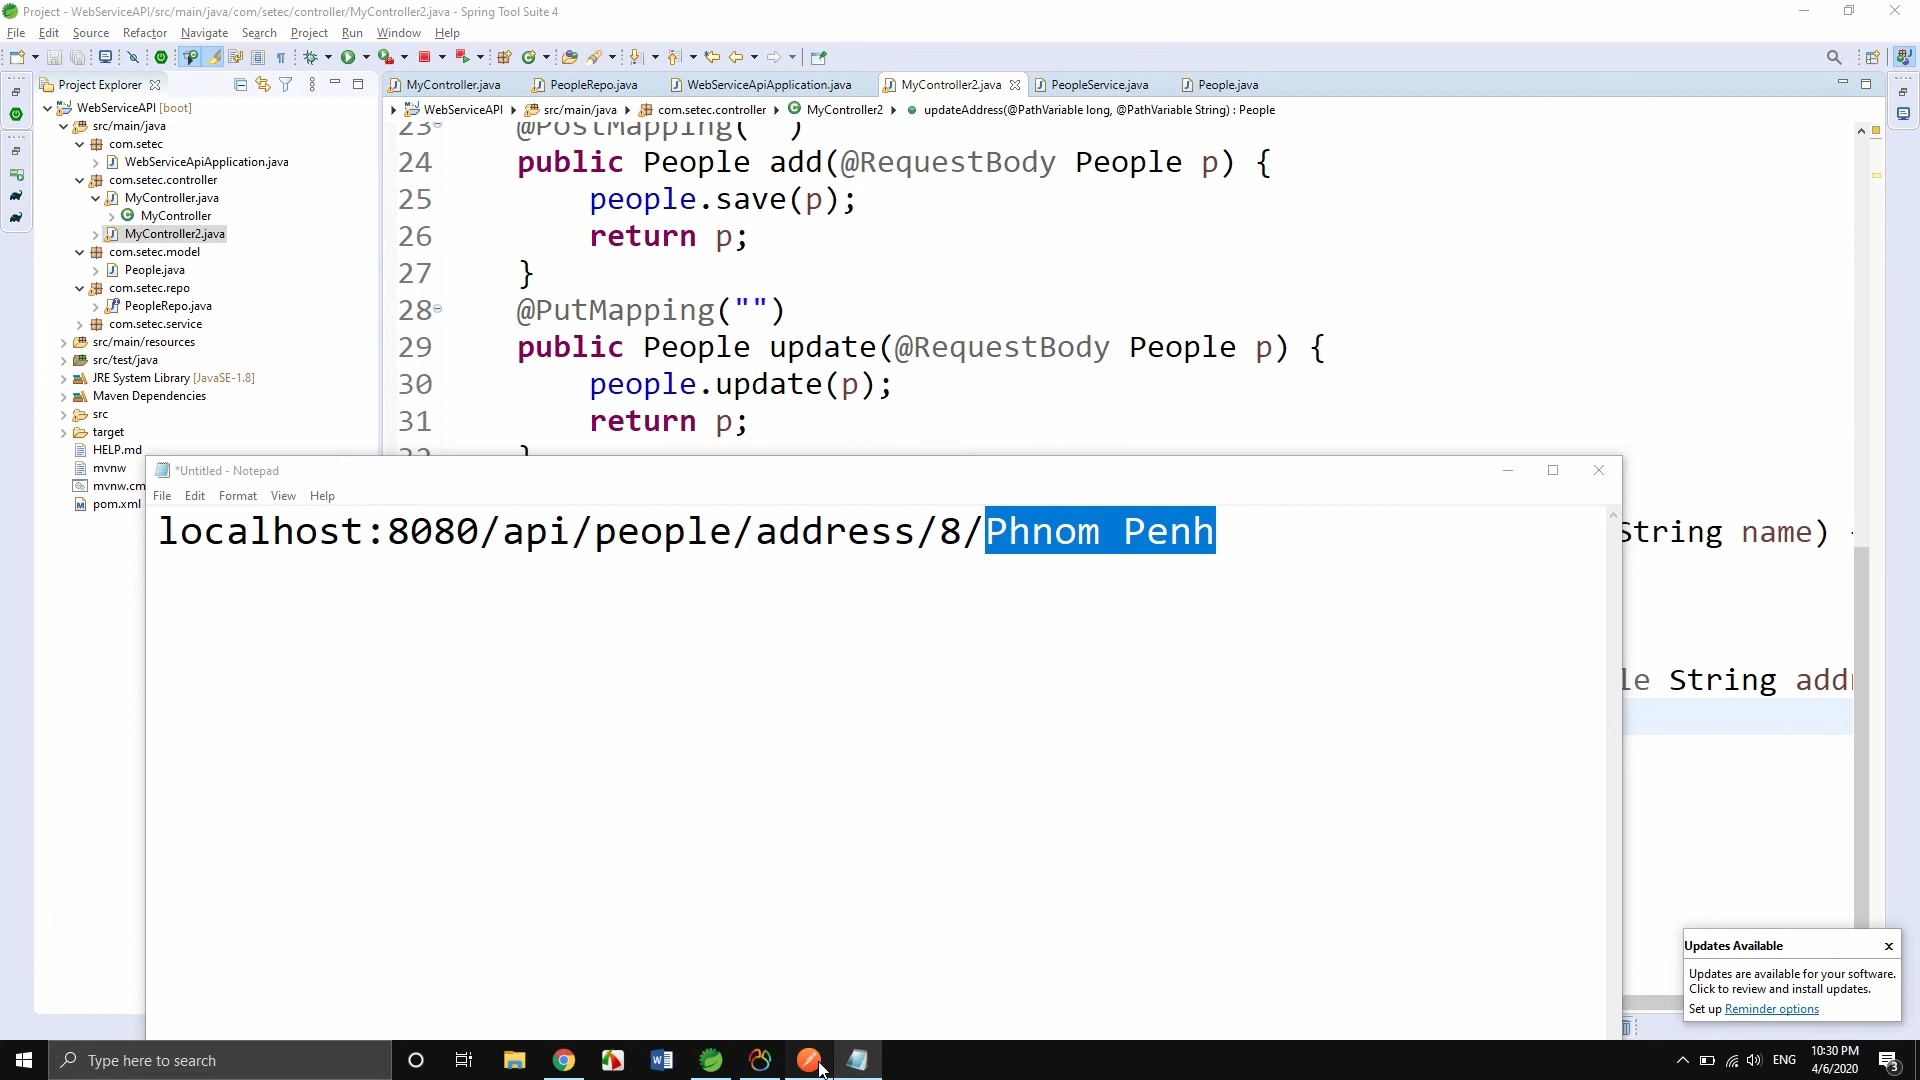 Project - WebServiceAPI/src/main/java/com/setec/controller/MyController2.java - Spring Tool Suite 4
File Edit Source Refactor Navigate Search Project Run Window Help
Project Explorer
WebServiceAPI [boot]
src/main/java
com.setec
WebServiceApiApplication.java
com.setec.controller
MyController.java
MyController
MyController2.java
com.setec.model
People.java
com.setec.repo
PeopleRepo.java
com.setec.service
src/main/resources
src/test/java
JRE System Library [JavaSE-1.8]
Maven Dependencies
src
target
HELP.md
mvnw
mvnw.cm
pom.xml
MyController.java PeopleRepo.java WebServiceApiApplication.java MyController2.java PeopleService.java People.java
WebServiceAPI src/main/java com.setec.controller MyController2 updateAddress(@PathVariable long, @PathVariable String) : People
23 @PostMapping("")
24 public People add(@RequestBody People p) {
25 people.save(p);
26 return p;
27 }
28 @PutMapping("")
29 public People update(@RequestBody People p) {
30 people.update(p);
31 return p;
32 }
String name)
String addr
*Untitled - Notepad
File Edit Format View Help
localhost:8080/api/people/address/8/Phnom Penh
Updates Available
Updates are available for your software.
Click to review and install updates.
Set up Reminder options
Type here to search
ENG
10:30 PM
4/6/2020
3